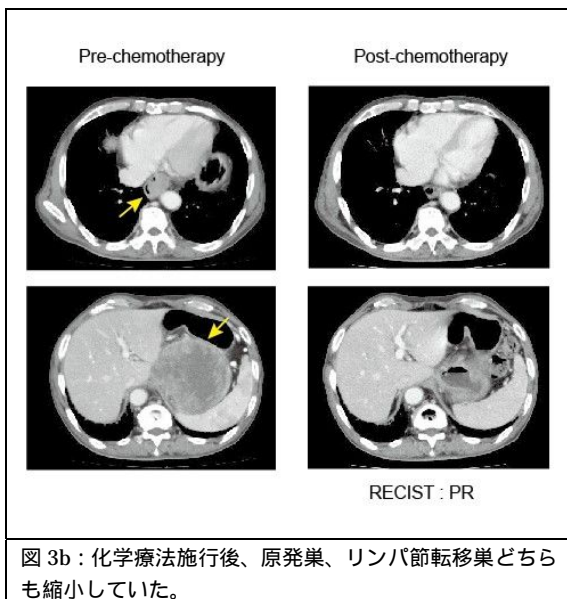 Pre-chemotherapy
Post-chemotherapy
RECIST : PR
図 3b：化学療法施行後、原発巣、リンパ節転移巣どちら
も縮小していた。